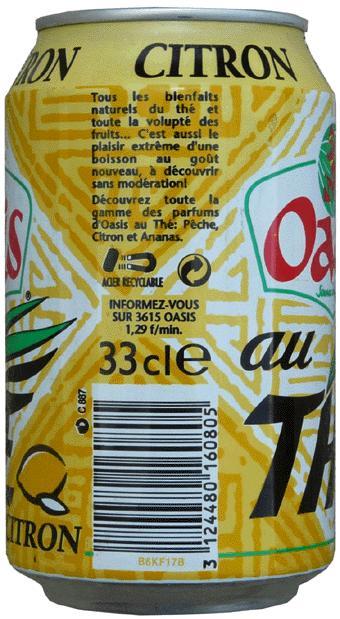 CITRON
Tous les bienfaits
naturels du thé et
toute la volupté des
fruits... C'est aussi le
plaisir extrême d'une
boisson au goût
nouveau, à découvrir
sans modération!
Découvrez toute la
gamme des parfums
d'Oasis au Thé: Pêche,
Citron et Ananas.
ACIER RECYCLABLE
INFORMEZ-VOUS
SUR 3615 OASIS
1,29 f/min.
33cl e
au
C 887
CITRON
3 124480 160805
B6KF17B